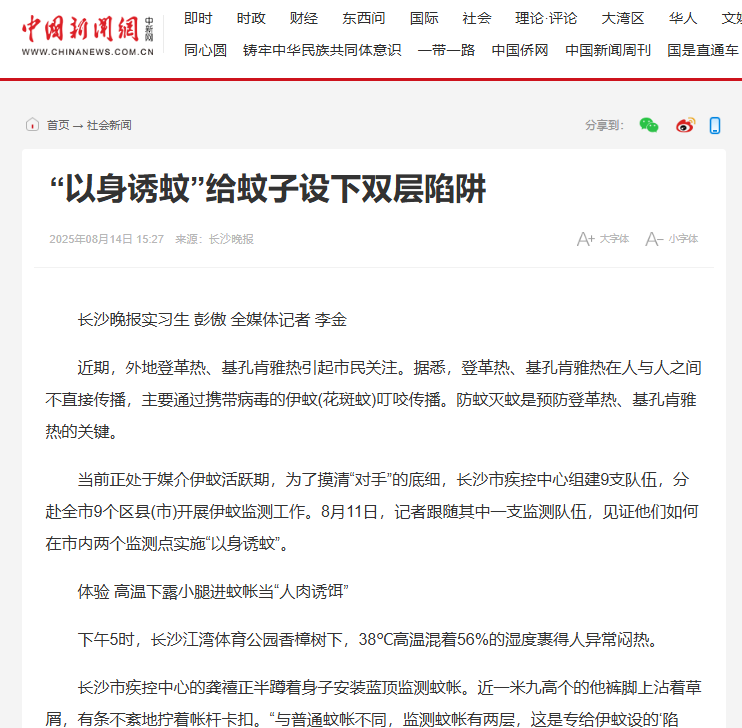 中國新聞網 中新网
WWW.CHINANEWS.COM.CN
即时 时政 财经 东西问 国际 社会 理论·评论 大湾区 华人
同心圆 铸牢中华民族共同体意识 一带一路 中国侨网 中国新闻周刊 国是直通车
首页→社会新闻 分享到：
“以身诱蚊”给蚊子设下双层陷阱
2025年08月14日 15:27 来源：长沙晚报 A+ 大字体 A- 小字体
长沙晚报实习生 彭傲 全媒体记者 李金
近期，外地登革热、基孔肯雅热引起市民关注。据悉，登革热、基孔肯雅热在人与人之间
不直接传播，主要通过携带病毒的伊蚊(花斑蚊)叮咬传播。防蚊灭蚊是预防登革热、基孔肯雅
热的关键。
当前正处于媒介伊蚊活跃期，为了摸清“对手”的底细，长沙市疾控中心组建9支队伍，分
赴全市9个区县(市)开展伊蚊监测工作。8月11日，记者跟随其中一支监测队伍，见证他们如何
在市内两个监测点实施“以身诱蚊”。
体验 高温下露小腿进蚊帐当“人肉诱饵”
下午5时，长沙江湾体育公园香樟树下，38℃高温混着56%的湿度裹得人异常闷热。
长沙市疾控中心的龚禧正半蹲着身子安装蓝顶监测蚊帐。近一米九高个的他裤脚上沾着草
屑，有条不紊地拧着帐杆卡扣。“与普通蚊帐不同，监测蚊帐有两层，这是专给伊蚊设的‘陷